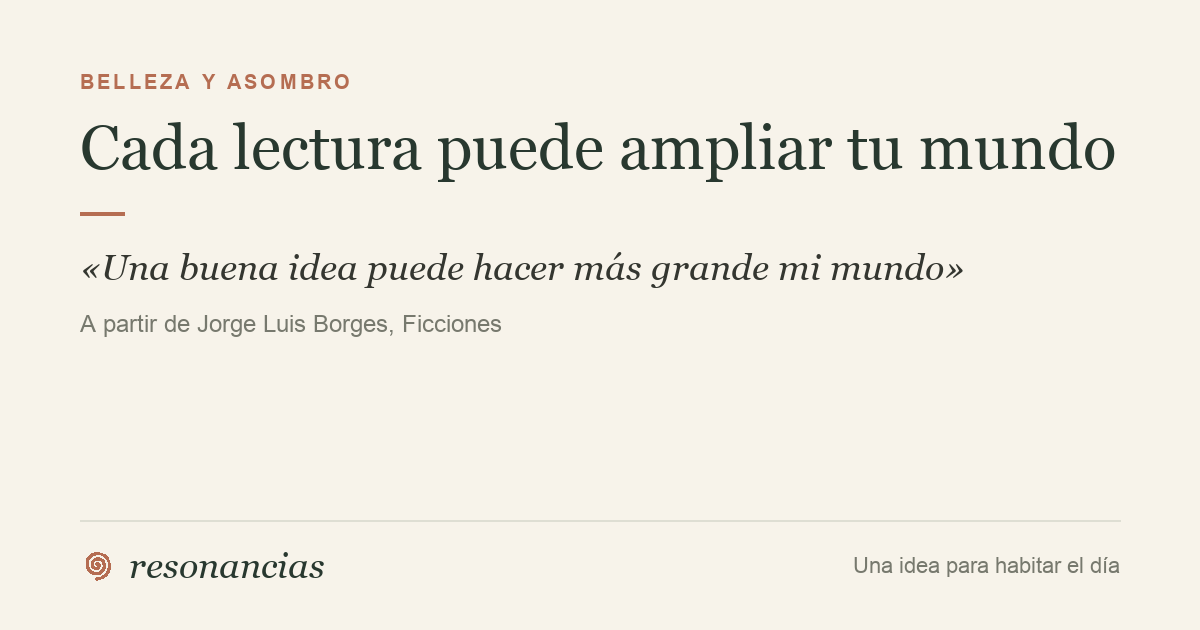 BELLEZA Y ASOMBRO
Cada lectura puede ampliar tu mundo
«Una buena idea puede hacer más grande mi mundo»
A partir de Jorge Luis Borges, Ficciones
resonancias
Una idea para habitar el día